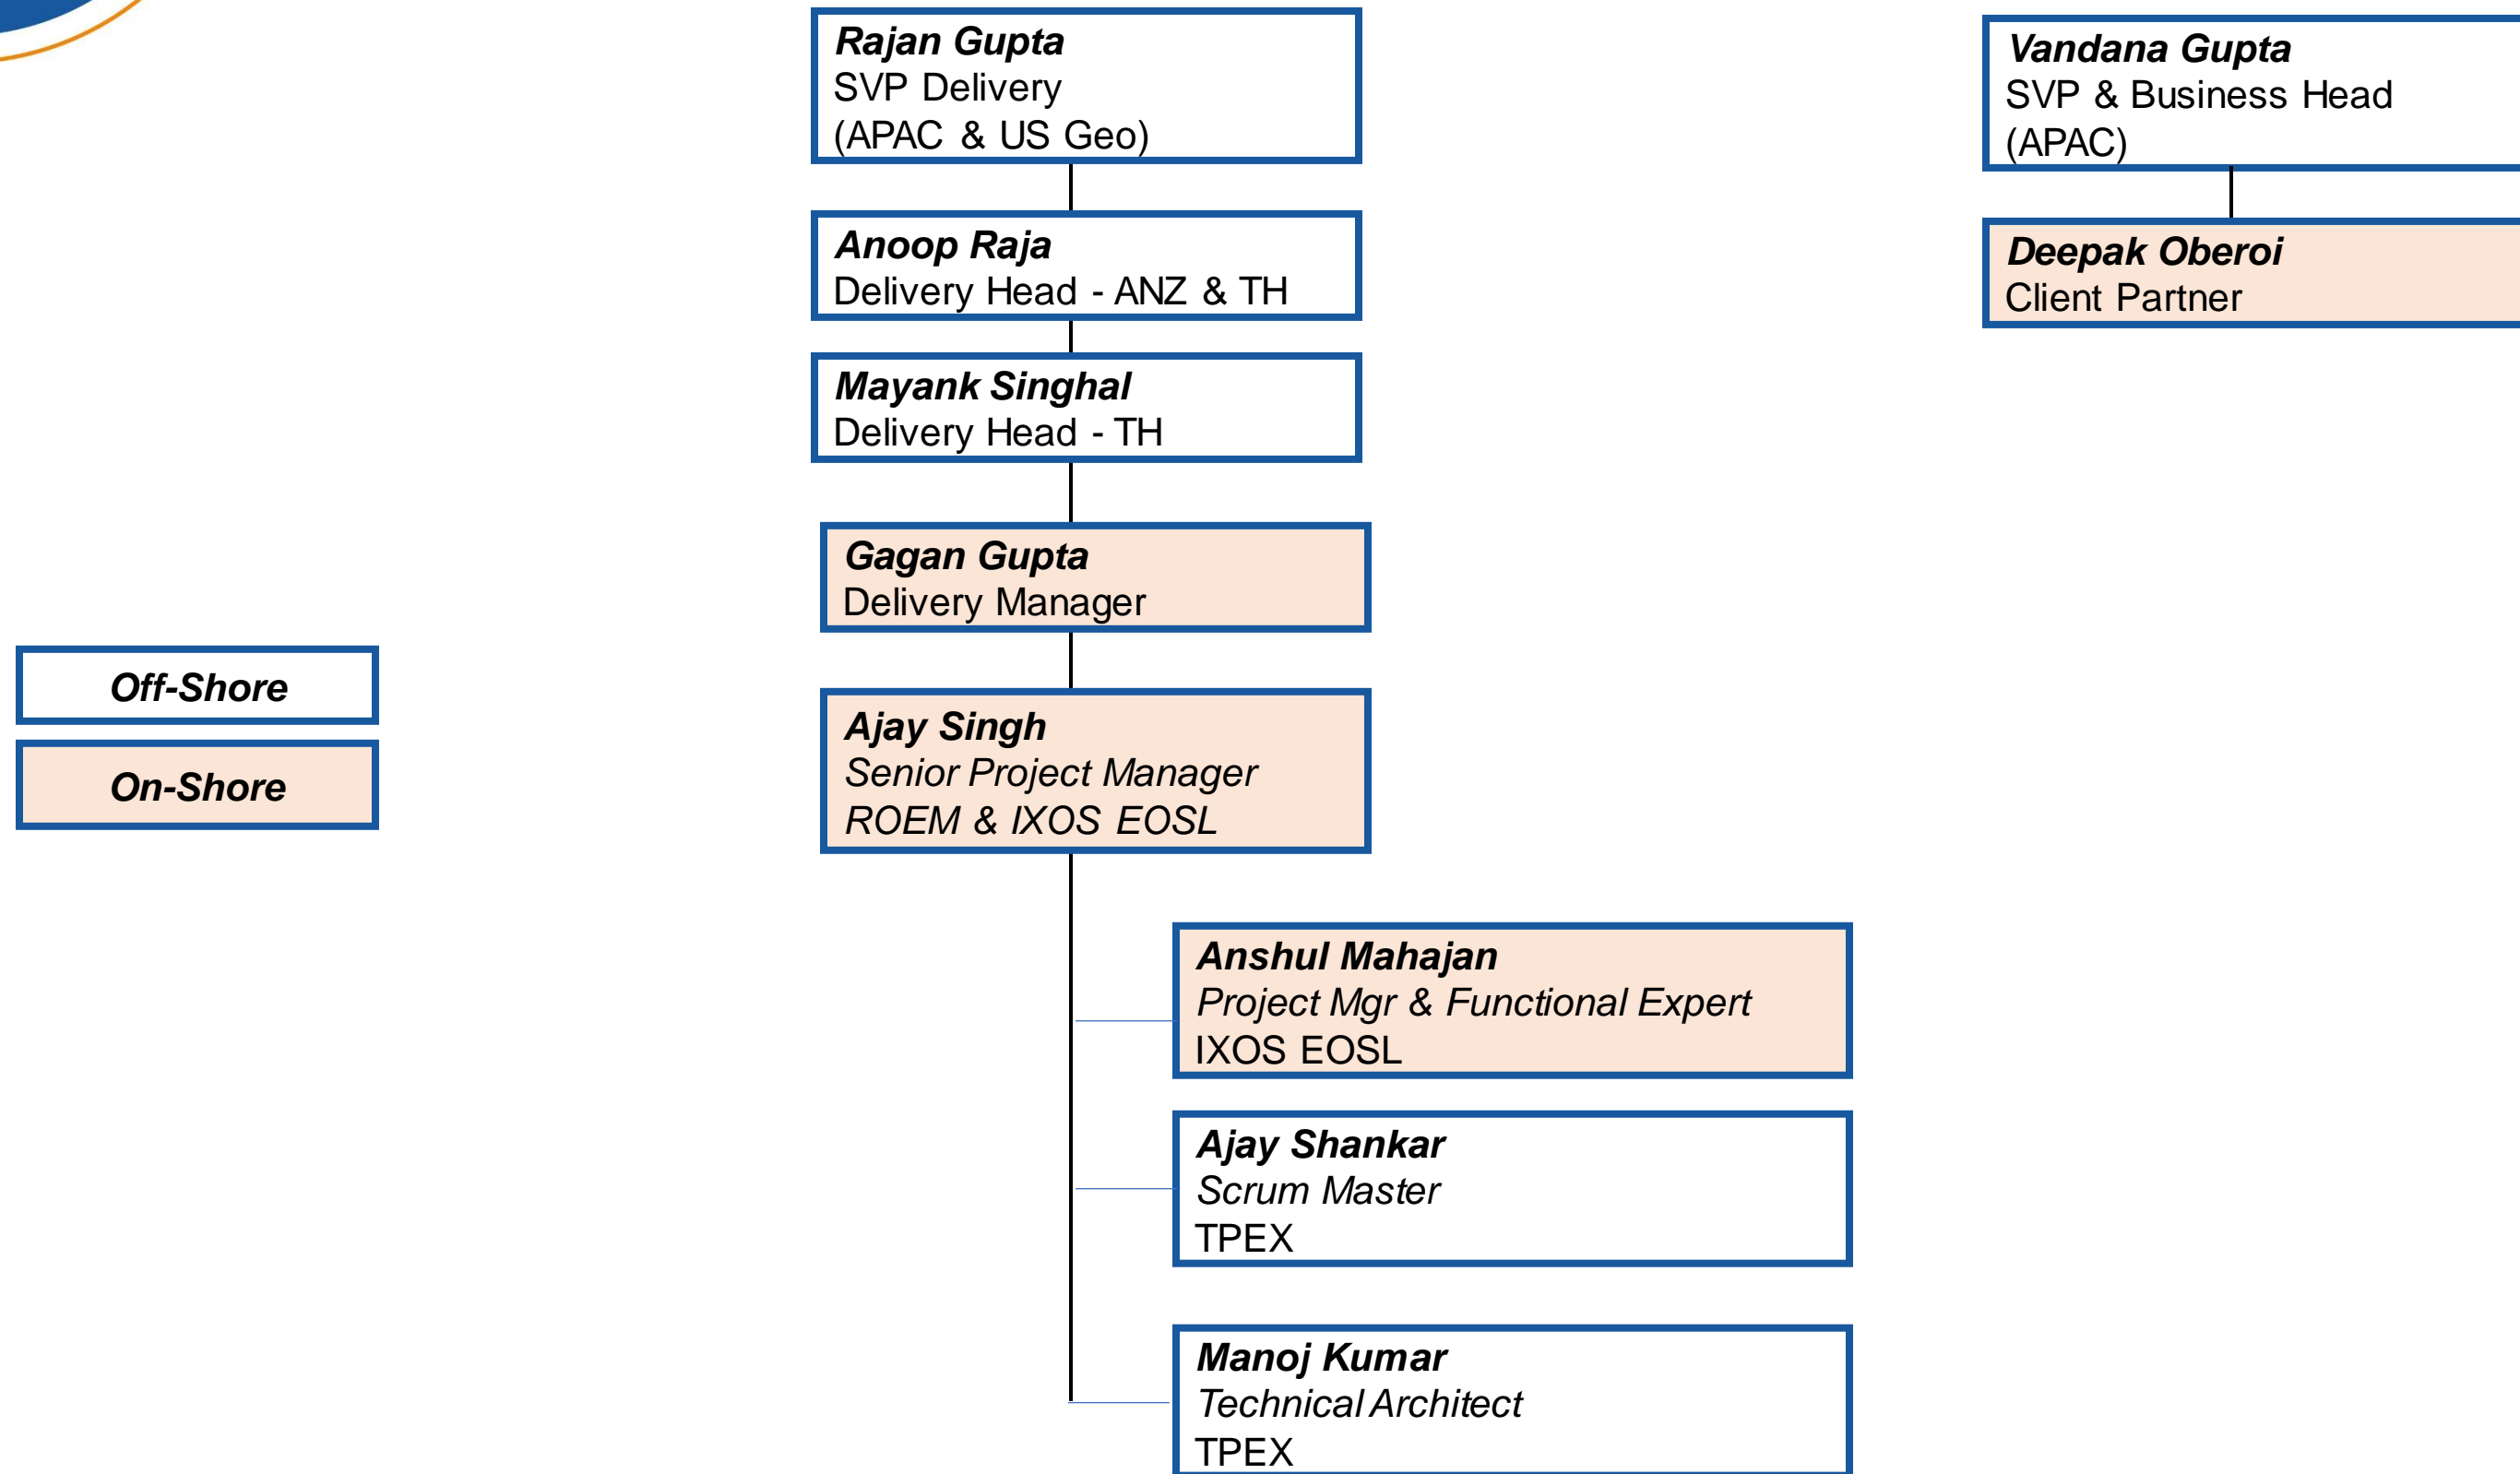 Rajan Gupta
SVP Delivery
(APAC & US Geo)
Vandana Gupta
SVP & Business Head
(APAC)
Anoop Raja
Delivery Head - ANZ & TH
Deepak Oberoi
Client Partner
Mayank Singhal
Delivery Head - TH
Gagan Gupta
Delivery Manager
Off-Shore
On-Shore
Ajay Singh
Senior Project Manager
ROEM & IXOS EOSL
Anshul Mahajan
Project Mgr & Functional Expert
IXOS EOSL
Ajay Shankar
Scrum Master
TPEX
Manoj Kumar
Technical Architect
TPEX